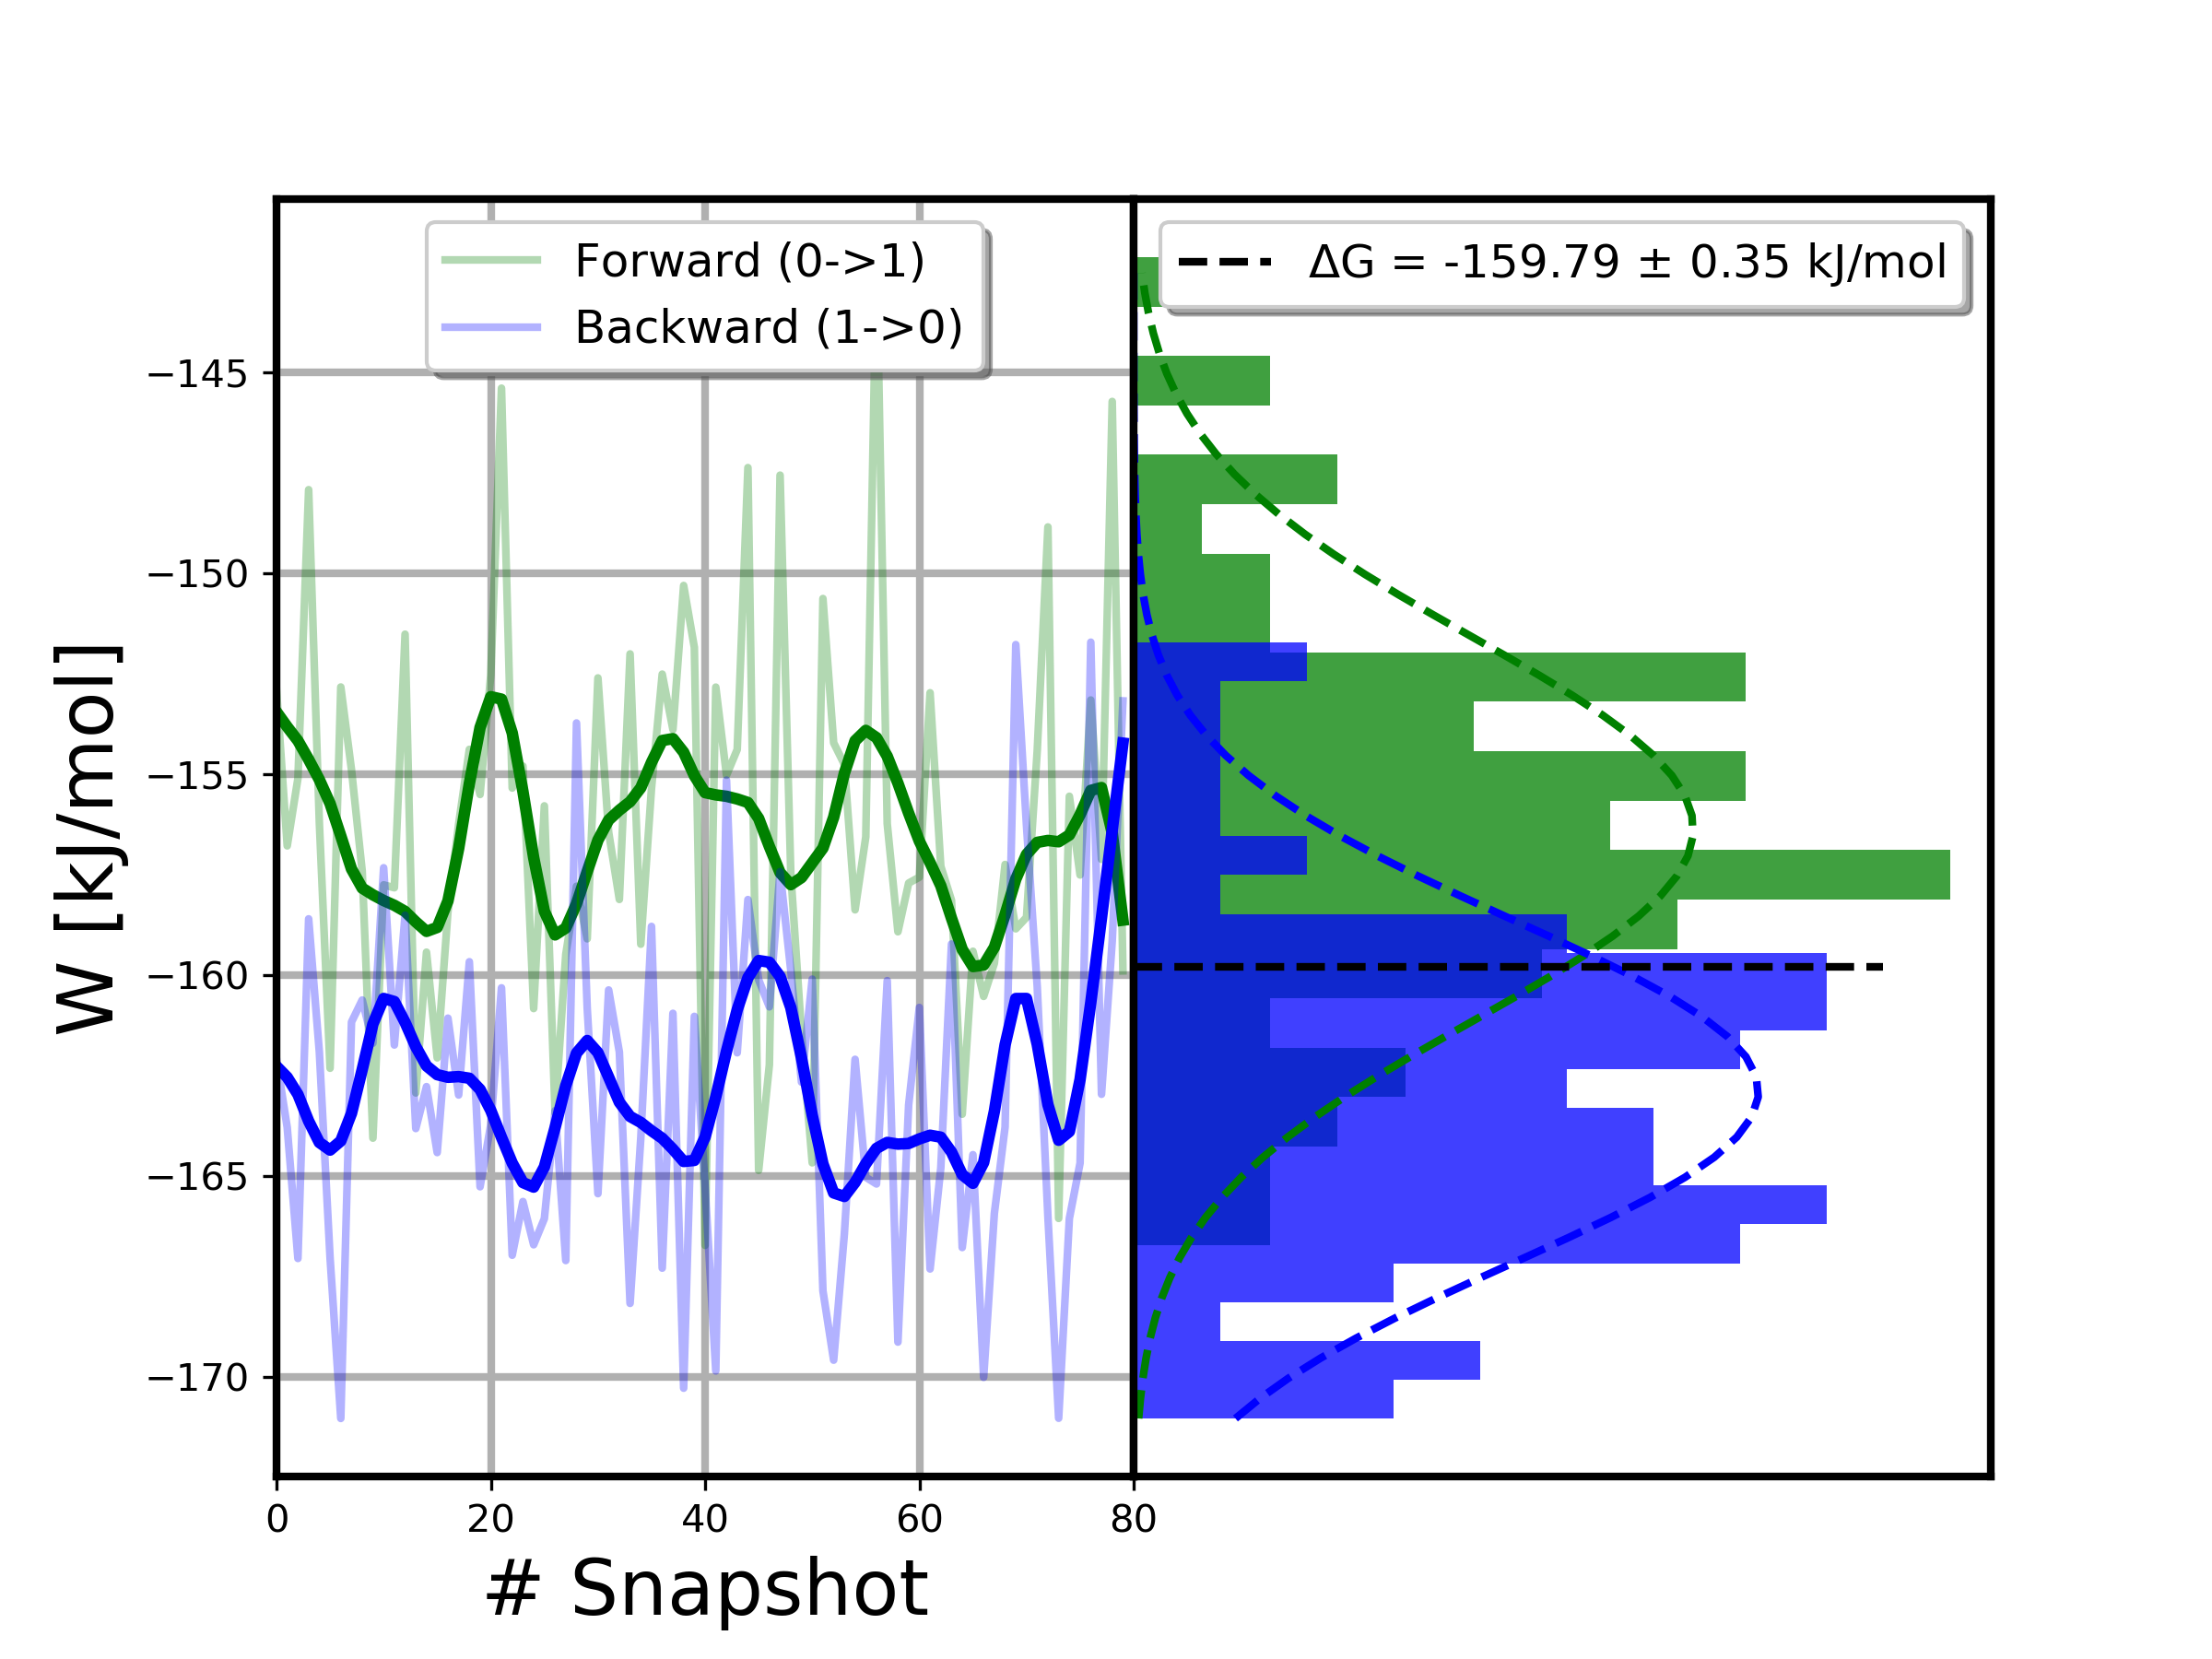 Forward (0->1)
Backward (1->0)
ΔG = -159.79 ± 0.35 kJ/mol
W [kJ/mol]
−145
−150
−155
−160
−165
−170
0 20 40 60 80
# Snapshot